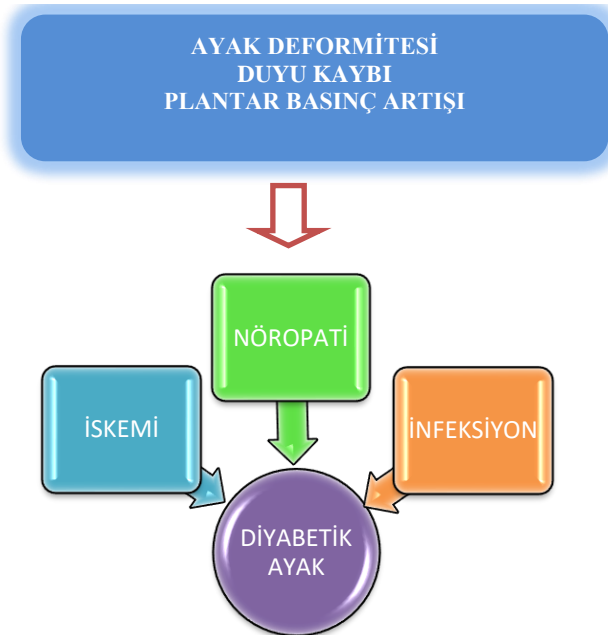 AYAK DEFORMİTESİ
DUYU KAYBI
PLANTAR BASINÇ ARTIŞI
NÖROPATİ
İSKEMİ
İNFEKSİYON
DİYABETİK
AYAK